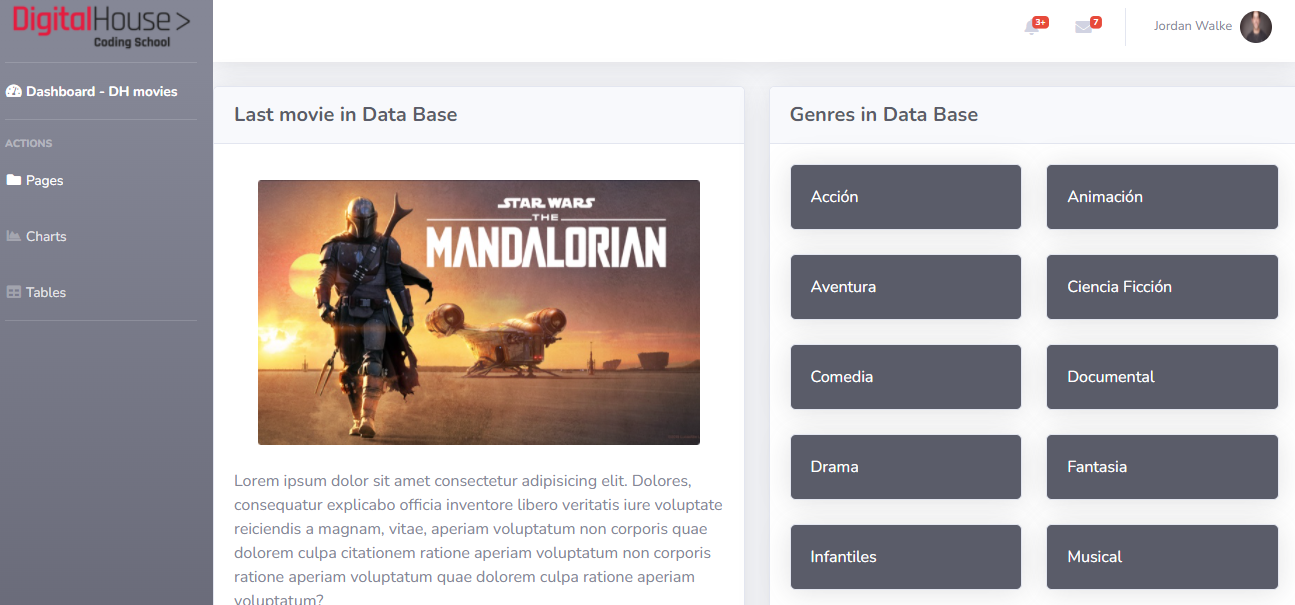 DigitalHouse>
Coding School
Dashboard - DH movies
ACTIONS
Pages
Charts
Tables
3+
7
Jordan Walke
Last movie in Data Base
STAR WARS
THE
MANDALORIAN
Lorem ipsum dolor sit amet consectetur adipisicing elit. Dolores,
consequatur explicabo officia inventore libero veritatis iure voluptate
reiciendis a magnam, vitae, aperiam voluptatum non corporis quae
dolorem culpa citationem ratione aperiam voluptatum non corporis
ratione aperiam voluptatum quae dolorem culpa ratione aperiam
voluptatum?
Genres in Data Base
Acción
Animación
Aventura
Ciencia Ficción
Comedia
Documental
Drama
Fantasia
Infantiles
Musical